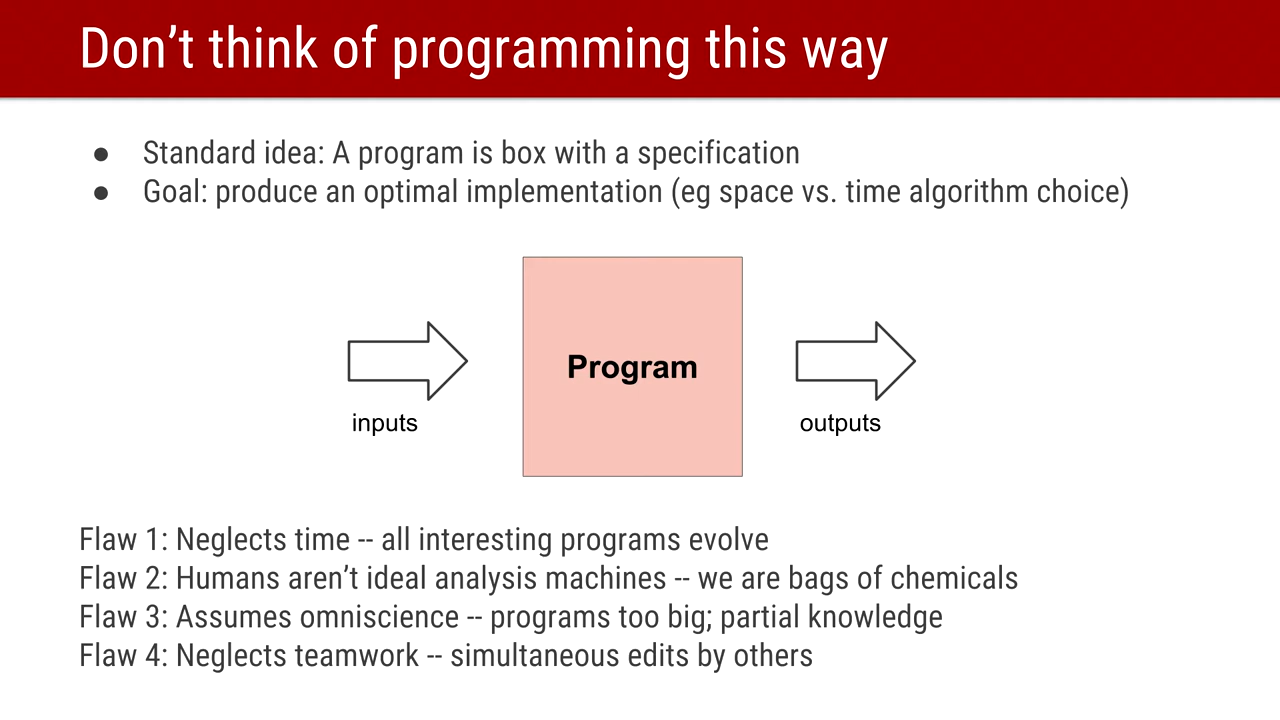 Don’t think of programming this way
● Standard idea: A program is box with a specification
● Goal: produce an optimal implementation (eg space vs. time algorithm choice)
Program
inputs
outputs
Flaw 1: Neglects time -- all interesting programs evolve
Flaw 2: Humans aren’t ideal analysis machines -- we are bags of chemicals
Flaw 3: Assumes omniscience -- programs too big; partial knowledge
Flaw 4: Neglects teamwork -- simultaneous edits by others